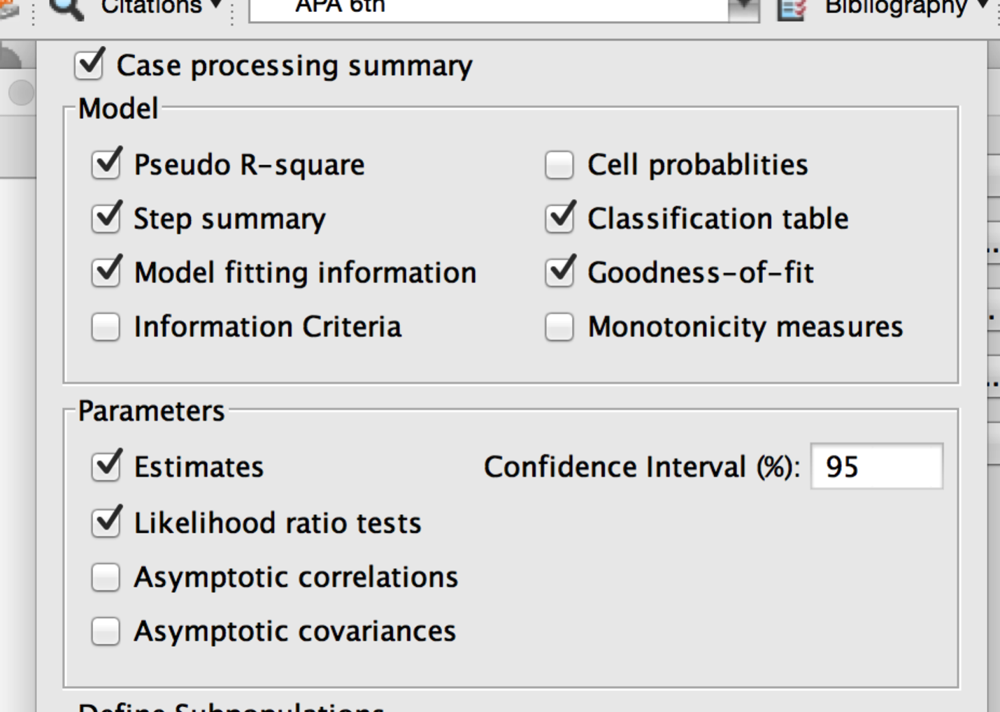 Citations APA 6th Bibliography
Case processing summary
Model
Pseudo R-square Cell probablities
Step summary Classification table
Model fitting information Goodness-of-fit
Information Criteria Monotonicity measures
Parameters
Estimates Confidence Interval (%): 95
Likelihood ratio tests
Asymptotic correlations
Asymptotic covariances
Define Subpopulations